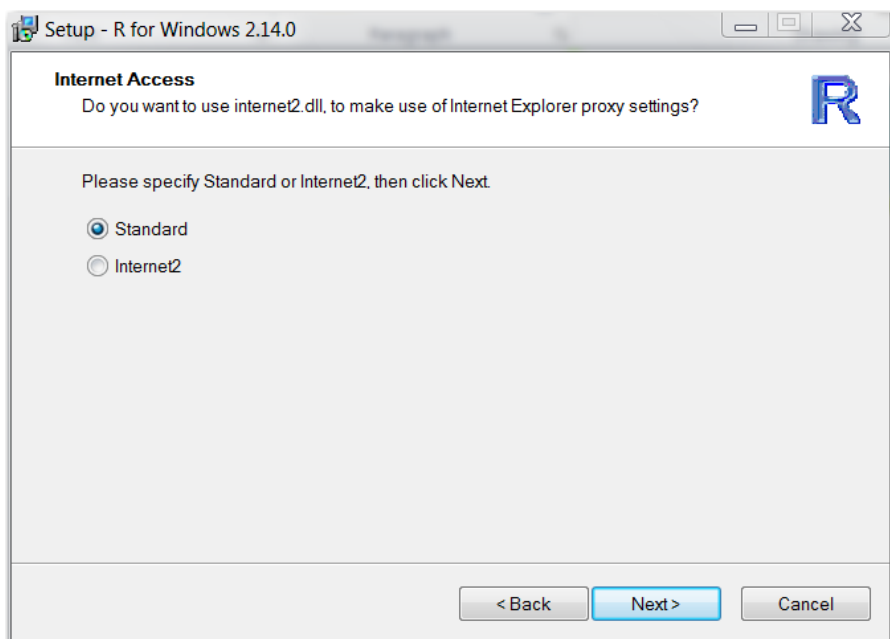 Setup - R for Windows 2.14.0
Internet Access
Do you want to use internet2.dll, to make use of Internet Explorer proxy settings?
R
Please specify Standard or Internet2, then click Next.
Standard
Internet2
< Back Next > Cancel